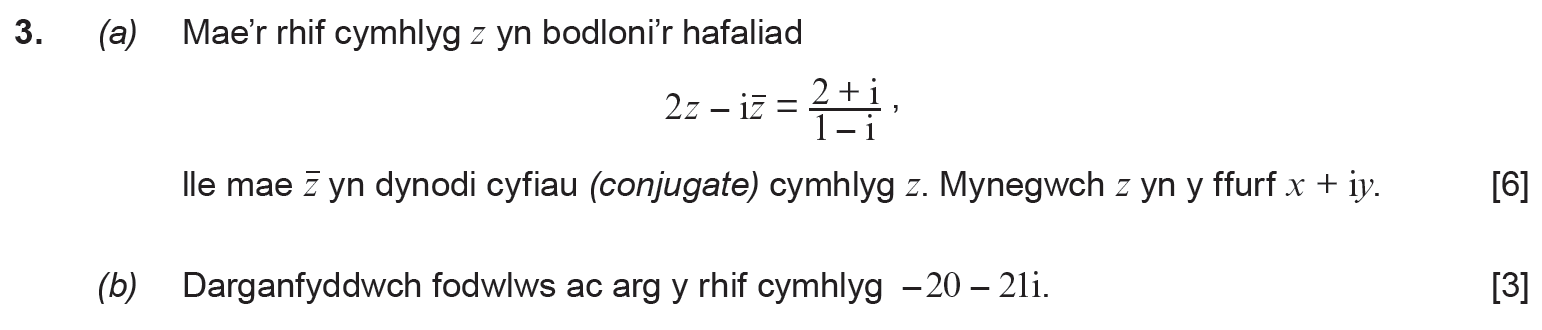 3. (a) Mae'r rhif cymhlyg z yn bodloni'r hafaliad
2z – iz̄ = (2 + i)/(1 – i) ,
lle mae z̄ yn dynodi cyfiau (conjugate) cymhlyg z. Mynegwch z yn y ffurf x + iy. [6]
(b) Darganfyddwch fodwlws ac arg y rhif cymhlyg –20 – 21i. [3]